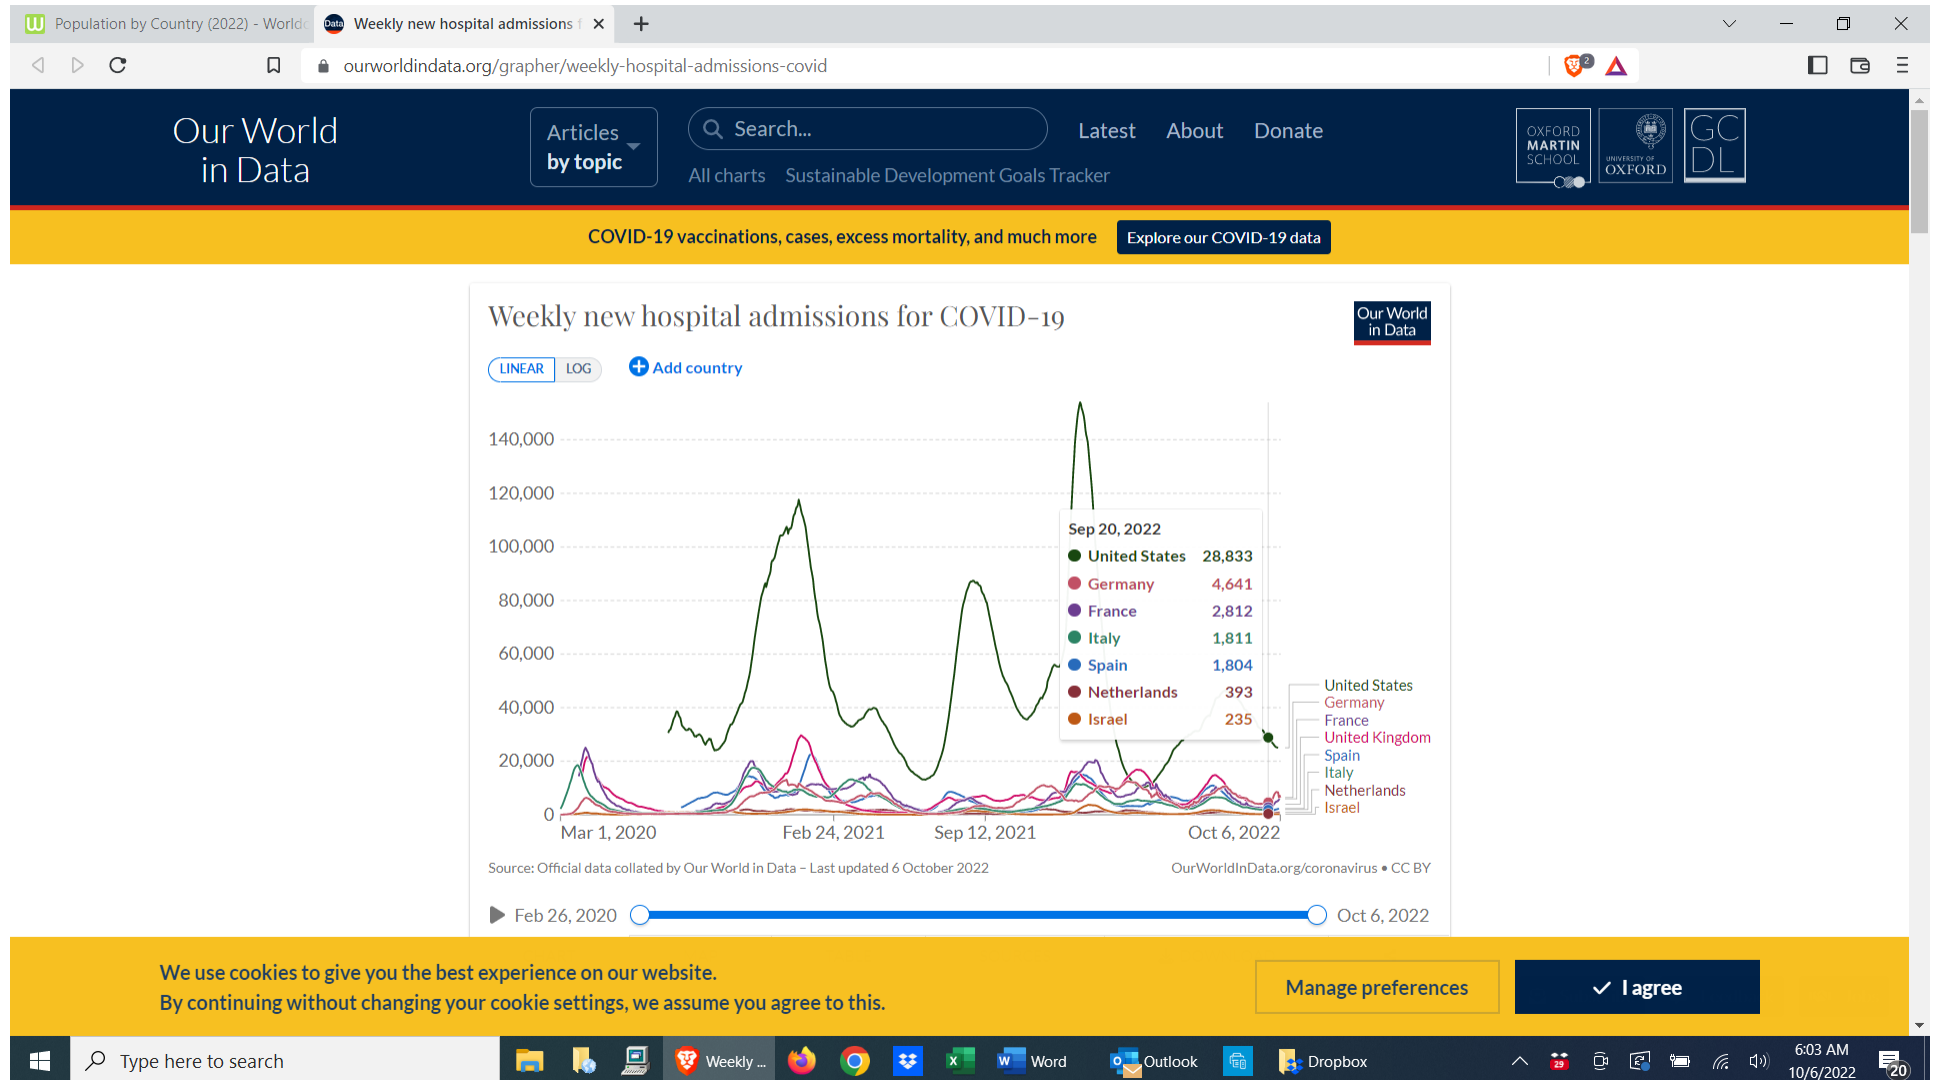 Population by Country (2022) - Worldo
Weekly new hospital admissions f
ourworldindata.org/grapher/weekly-hospital-admissions-covid
2
Our World
in Data
Articles
by topic
Search...
Latest
About
Donate
All charts
Sustainable Development Goals Tracker
OXFORD
MARTIN
SCHOOL
UNIVERSITY OF
OXFORD
GC
DL
COVID-19 vaccinations, cases, excess mortality, and much more
Explore our COVID-19 data
Weekly new hospital admissions for COVID-19
Our World
in Data
LINEAR
LOG
Add country
140,000
120,000
100,000
80,000
60,000
40,000
20,000
0
Sep 20, 2022
United States 28,833
Germany 4,641
France 2,812
Italy 1,811
Spain 1,804
Netherlands 393
Israel 235
United States
Germany
France
United Kingdom
Spain
Italy
Netherlands
Israel
Mar 1, 2020
Feb 24, 2021
Sep 12, 2021
Oct 6, 2022
Source: Official data collated by Our World in Data – Last updated 6 October 2022
OurWorldInData.org/coronavirus • CC BY
Feb 26, 2020
Oct 6, 2022
We use cookies to give you the best experience on our website.
By continuing without changing your cookie settings, we assume you agree to this.
Manage preferences
I agree
Type here to search
Weekly ...
Word
Outlook
Dropbox
29
6:03 AM
10/6/2022
20